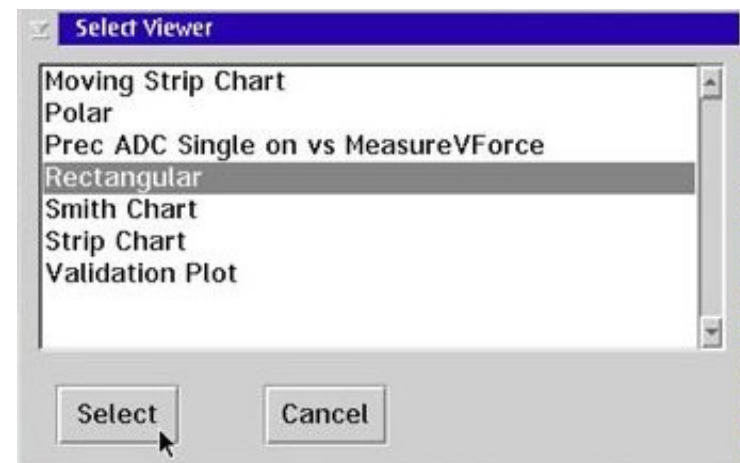 Select Viewer
Moving Strip Chart
Polar
Prec ADC Single on vs MeasureVForce
Rectangular
Smith Chart
Strip Chart
Validation Plot
Select
Cancel